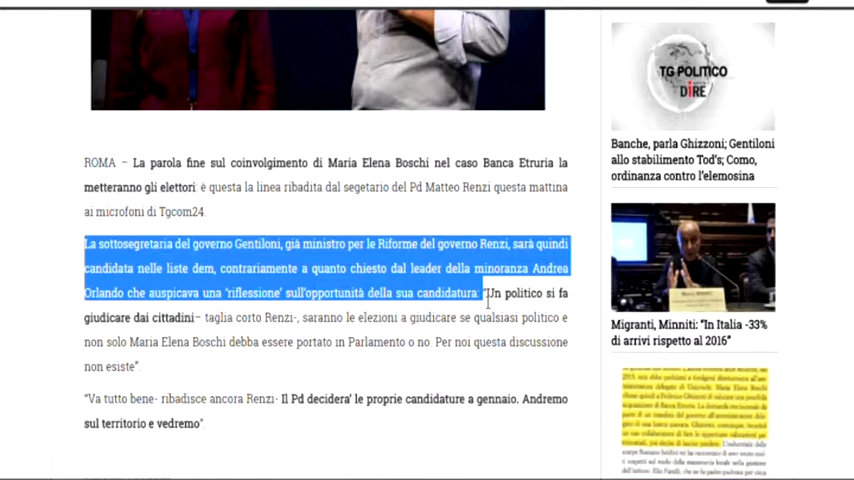 ROMA – La parola fine sul coinvolgimento di Maria Elena Boschi nel caso Banca Etruria la
metteranno gli elettori: è questa la linea ribadita dal segetario del Pd Matteo Renzi questa mattina
ai microfoni di Tgcom24.
La sottosegretaria del governo Gentiloni, già ministro per le Riforme del governo Renzi, sarà quindi
candidata nelle liste dem, contrariamente a quanto chiesto dal leader della minoranza Andrea
Orlando che auspicava una 'riflessione' sull'opportunità della sua candidatura: "Un politico si fa
giudicare dai cittadini– taglia corto Renzi-, saranno le elezioni a giudicare se qualsiasi politico e
non solo Maria Elena Boschi debba essere portato in Parlamento o no. Per noi questa discussione
non esiste".
"Va tutto bene- ribadisce ancora Renzi- Il Pd decidera' le proprie candidature a gennaio. Andremo
sul territorio e vedremo"
TG POLITICO
DiRE
Banche, parla Ghizzoni; Gentiloni
allo stabilimento Tod's; Como,
ordinanza contro l'elemosina
Migranti, Minniti: "In Italia -33%
di arrivi rispetto al 2016"